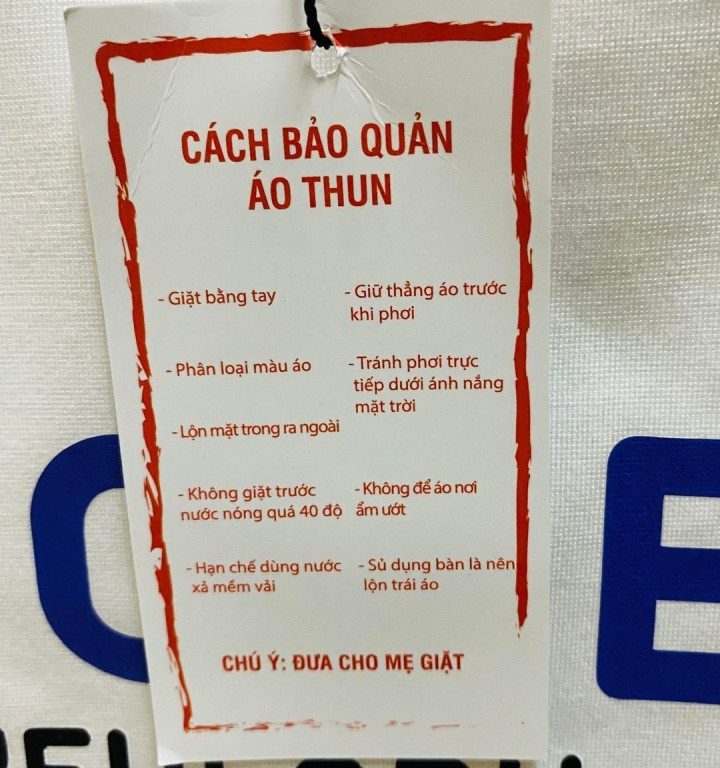 CÁCH BẢO QUẢN
ÁO THUN
- Giặt bằng tay
- Phân loại màu áo
- Lộn mặt trong ra ngoài
- Không giặt trước
nước nóng quá 40 độ
- Hạn chế dùng nước
xả mềm vải
- Giữ thẳng áo trước
khi phơi
- Tránh phơi trực
tiếp dưới ánh nắng
mặt trời
- Không để áo nơi
ẩm ướt
- Sủ dụng bàn là nên
lộn trái áo
CHÚ Ý: ĐƯA CHO MẸ GIẶT
E